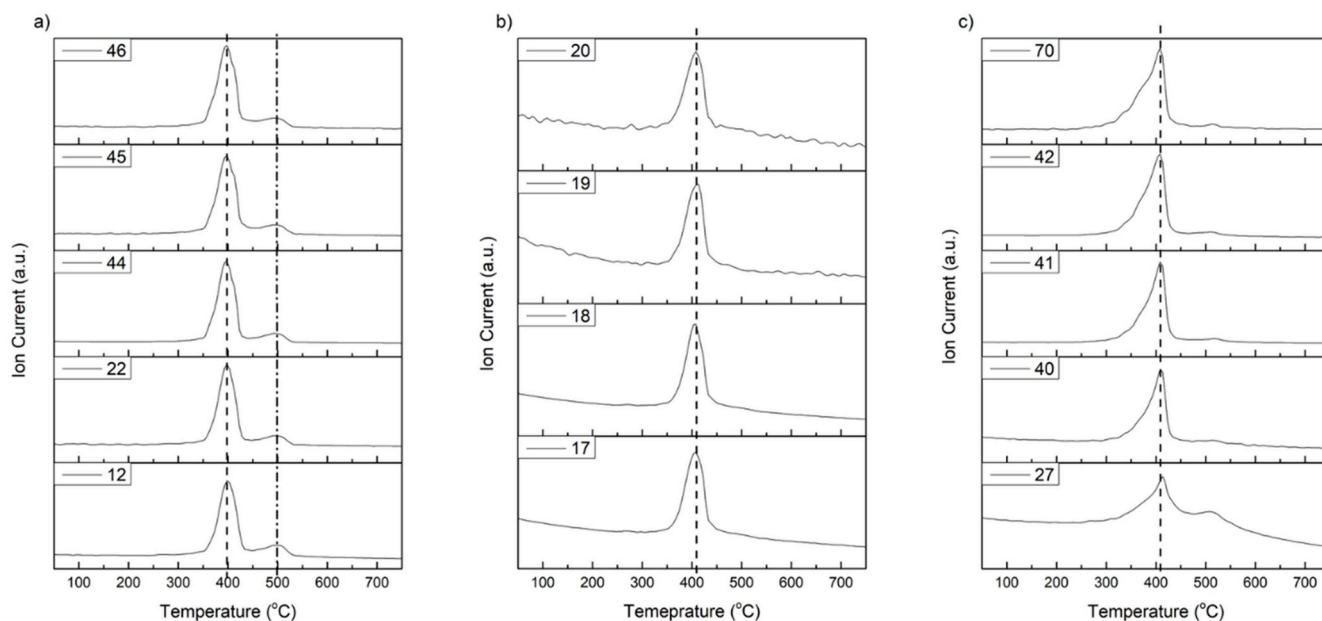 a)
46
45
44
22
12
Ion Current (a.u.)
100 200 300 400 500 600 700
Temperature (°C)
b)
20
19
18
17
Ion Current (a.u.)
100 200 300 400 500 600 700
Temeprature (°C)
c)
70
42
41
40
27
Ion Current (a.u.)
100 200 300 400 500 600 700
Temperature (°C)